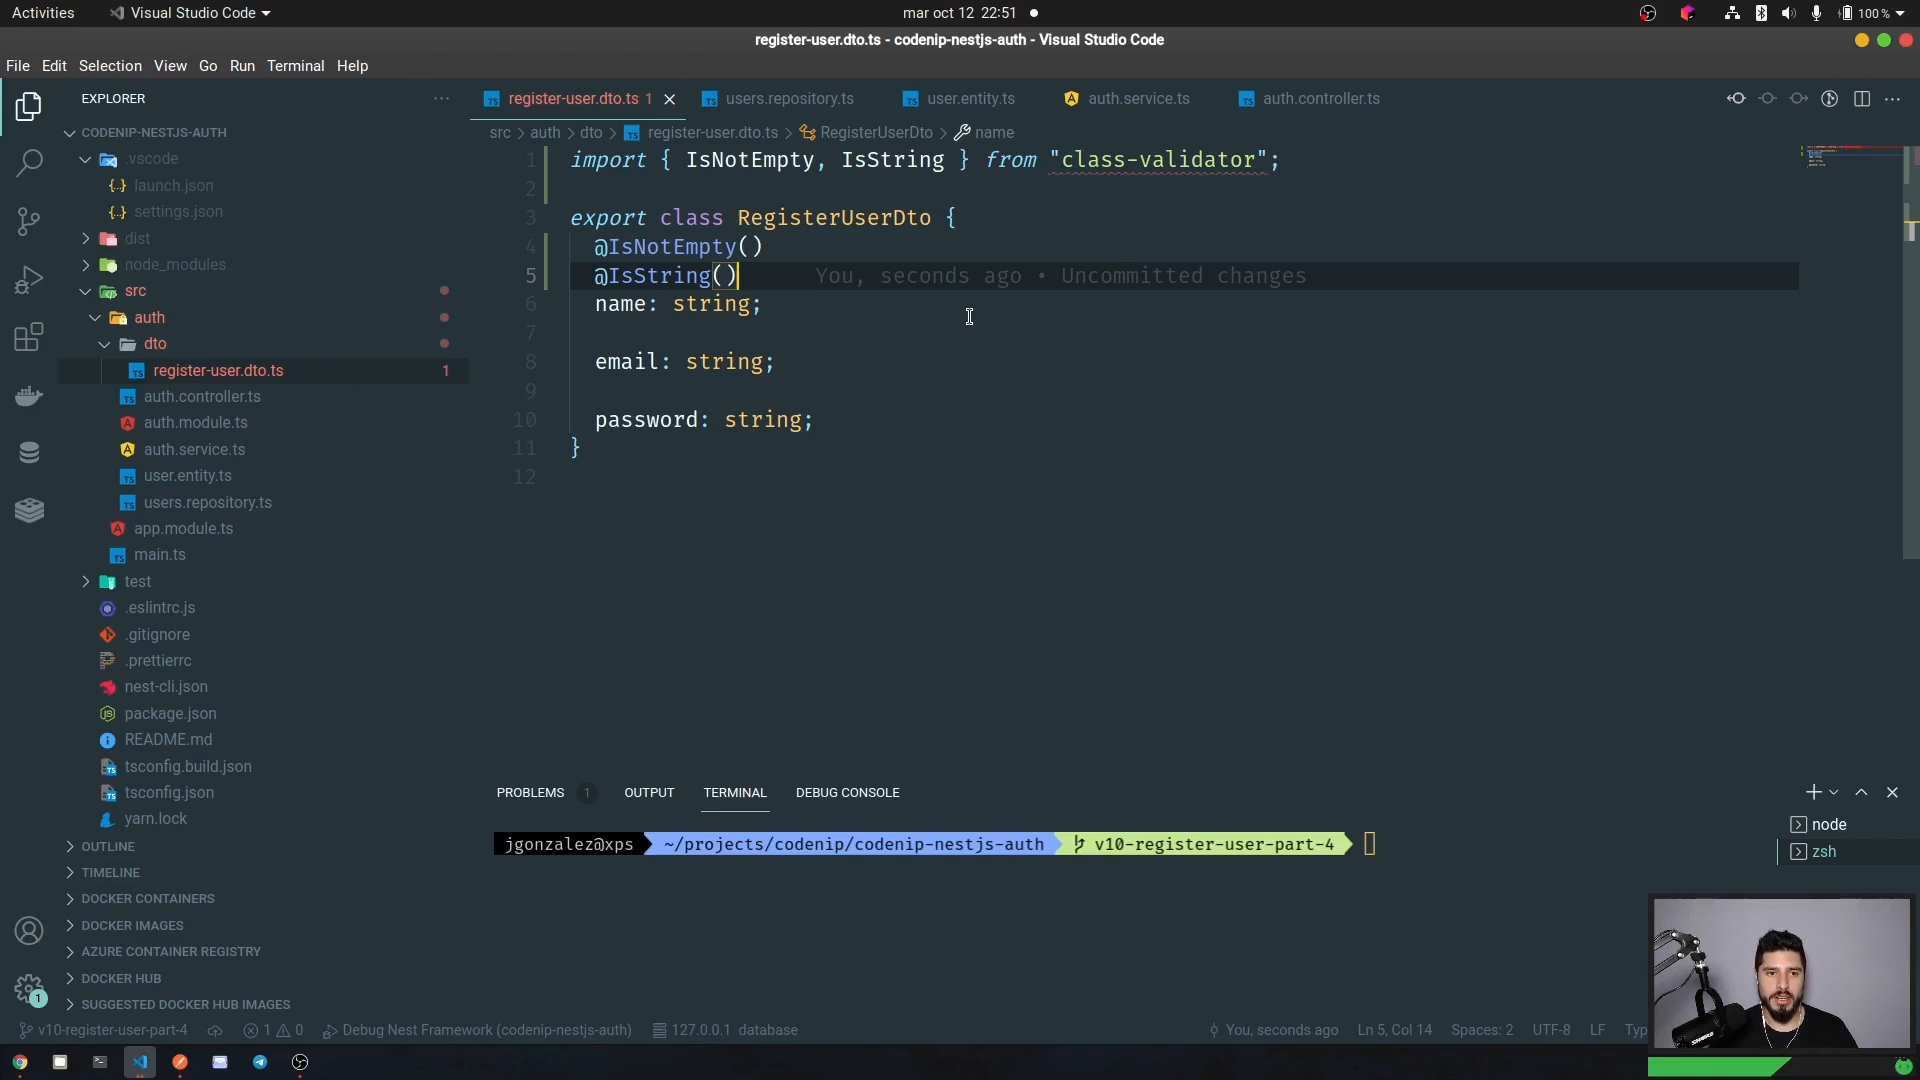 Activities
Visual Studio Code
mar oct 12 22:51
100 %
register-user.dto.ts - codenip-nestjs-auth - Visual Studio Code
File Edit Selection View Go Run Terminal Help
EXPLORER
CODENIP-NESTJS-AUTH
.vscode
launch.json
settings.json
dist
node_modules
src
auth
dto
register-user.dto.ts 1
auth.controller.ts
auth.module.ts
auth.service.ts
user.entity.ts
users.repository.ts
app.module.ts
main.ts
test
.eslintrc.js
.gitignore
.prettierrc
nest-cli.json
package.json
README.md
tsconfig.build.json
tsconfig.json
yarn.lock
OUTLINE
TIMELINE
DOCKER CONTAINERS
DOCKER IMAGES
AZURE CONTAINER REGISTRY
DOCKER HUB
SUGGESTED DOCKER HUB IMAGES
1
register-user.dto.ts 1
users.repository.ts
user.entity.ts
auth.service.ts
auth.controller.ts
src > auth > dto > register-user.dto.ts > RegisterUserDto > name
1 import { IsNotEmpty, IsString } from "class-validator";
2
3 export class RegisterUserDto {
4 @IsNotEmpty()
5 @IsString() You, seconds ago • Uncommitted changes
6 name: string;
7
8 email: string;
9
10 password: string;
11 }
12
PROBLEMS 1 OUTPUT TERMINAL DEBUG CONSOLE
jgonzalez@xps ~/projects/codenip/codenip-nestjs-auth v10-register-user-part-4
node
zsh
v10-register-user-part-4 1 0 Debug Nest Framework (codenip-nestjs-auth) 127.0.0.1 database
You, seconds ago Ln 5, Col 14 Spaces: 2 UTF-8 LF Typ